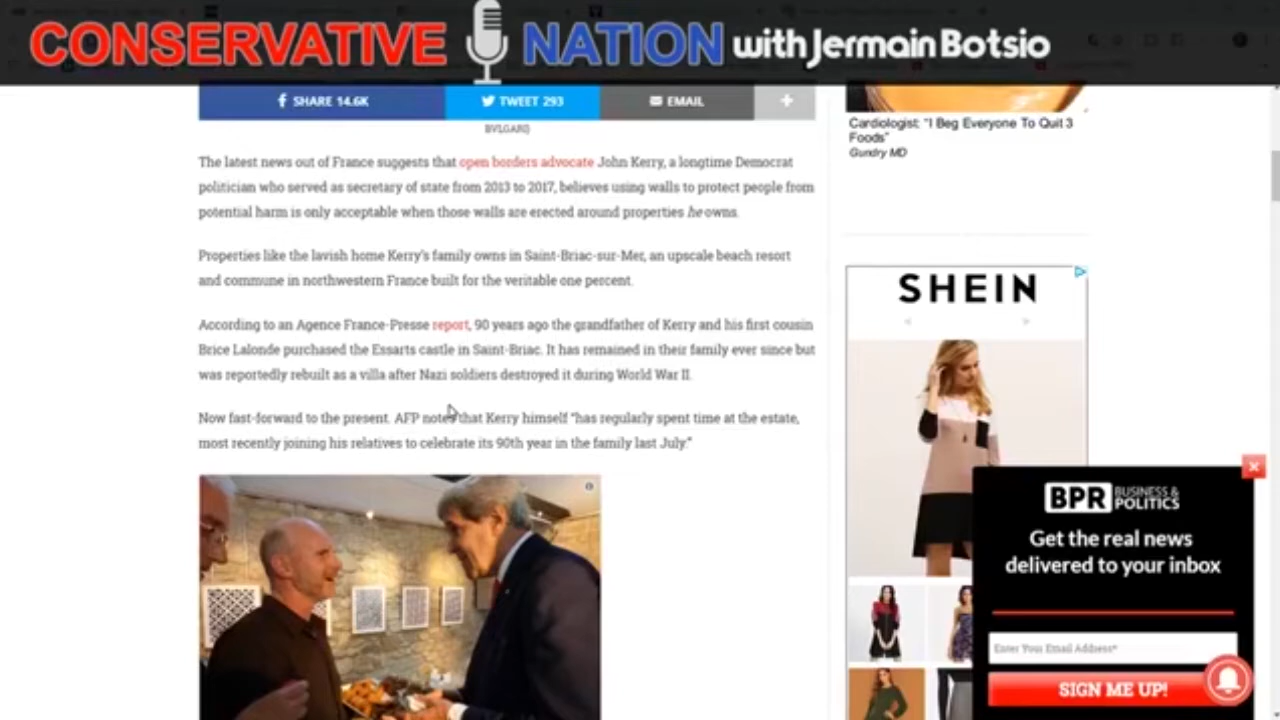 CONSERVATIVE NATION with Jermain Botsio
SHARE 14.6K
TWEET 293
EMAIL
+
BVLGARI)
The latest news out of France suggests that open borders advocate John Kerry, a longtime Democrat
politician who served as secretary of state from 2013 to 2017, believes using walls to protect people from
potential harm is only acceptable when those walls are erected around properties he owns.
Properties like the lavish home Kerry's family owns in Saint-Briac-sur-Mer, an upscale beach resort
and commune in northwestern France built for the veritable one percent.
According to an Agence France-Presse report, 90 years ago the grandfather of Kerry and his first cousin
Brice Lalonde purchased the Essarts castle in Saint-Briac. It has remained in their family ever since but
was reportedly rebuilt as a villa after Nazi soldiers destroyed it during World War II.
Now fast-forward to the present. AFP notes that Kerry himself "has regularly spent time at the estate,
most recently joining his relatives to celebrate its 90th year in the family last July."
Cardiologist: "I Beg Everyone To Quit 3
Foods"
Gundry MD
SHEIN
BPR BUSINESS &
POLITICS
Get the real news
delivered to your inbox
Enter Your Email Address*
SIGN ME UP!